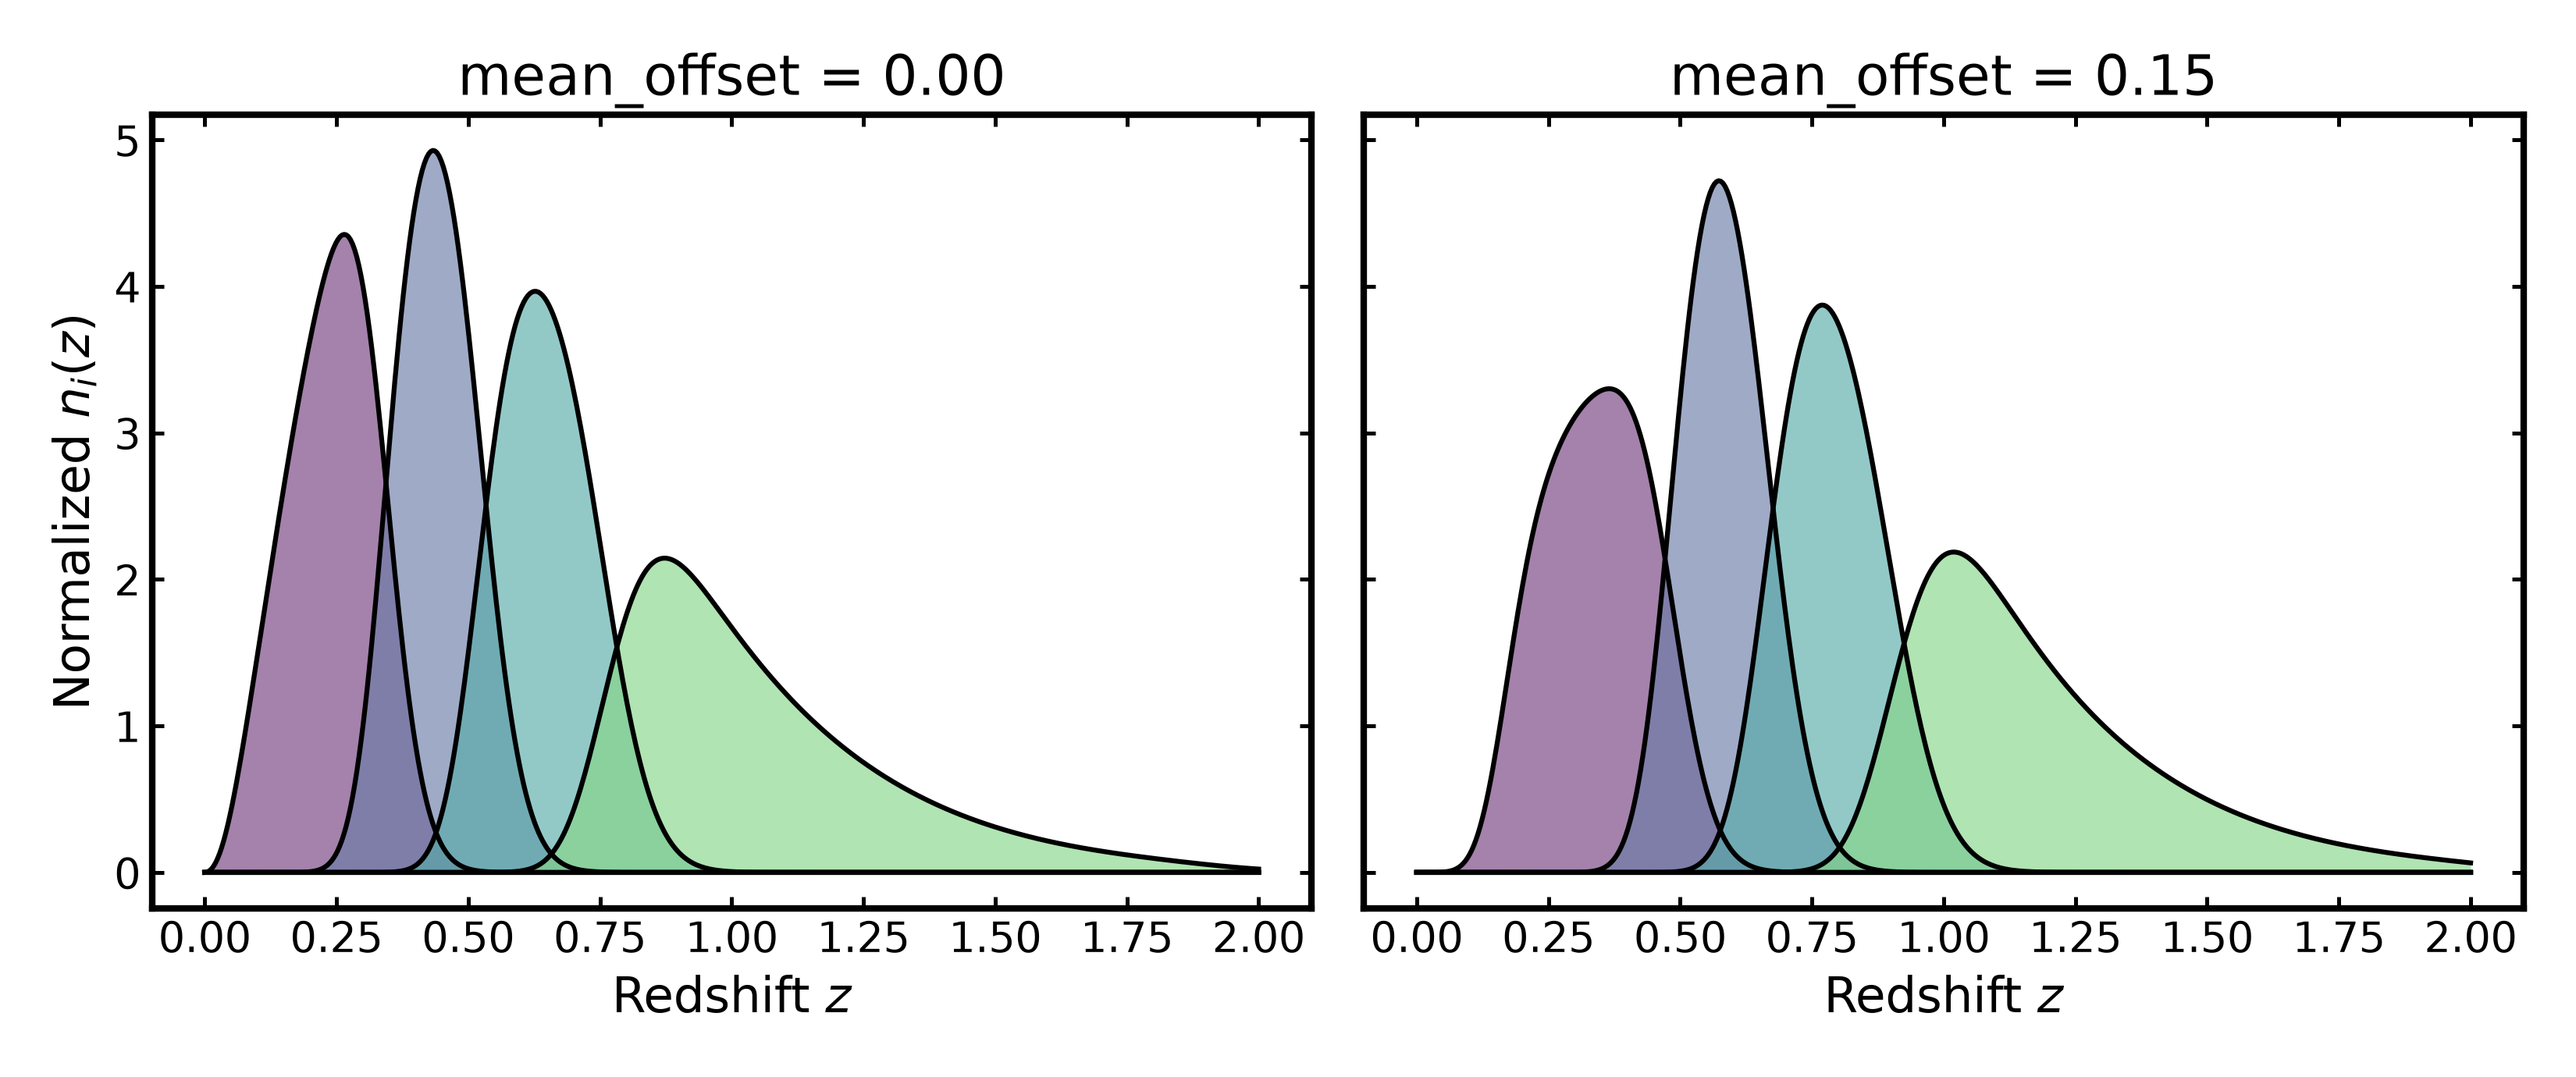 mean_offset = 0.00
mean_offset = 0.15
Normalized nᵢ(z)
5
4
3
2
1
0
0.00 0.25 0.50 0.75 1.00 1.25 1.50 1.75 2.00
0.00 0.25 0.50 0.75 1.00 1.25 1.50 1.75 2.00
Redshift z
Redshift z